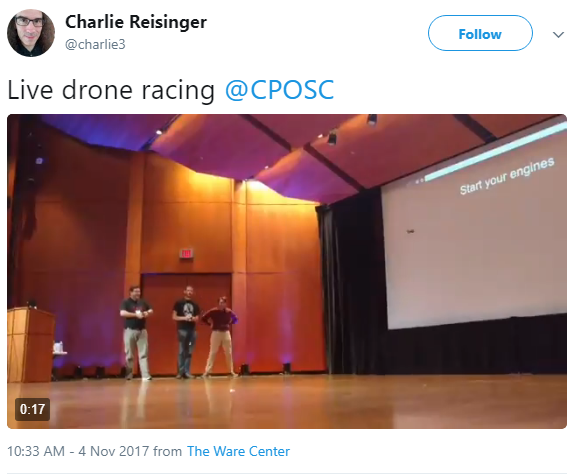 Charlie Reisinger
@charlie3
Follow
Live drone racing @CPOSC
Start your engines
0:17
10:33 AM - 4 Nov 2017 from The Ware Center